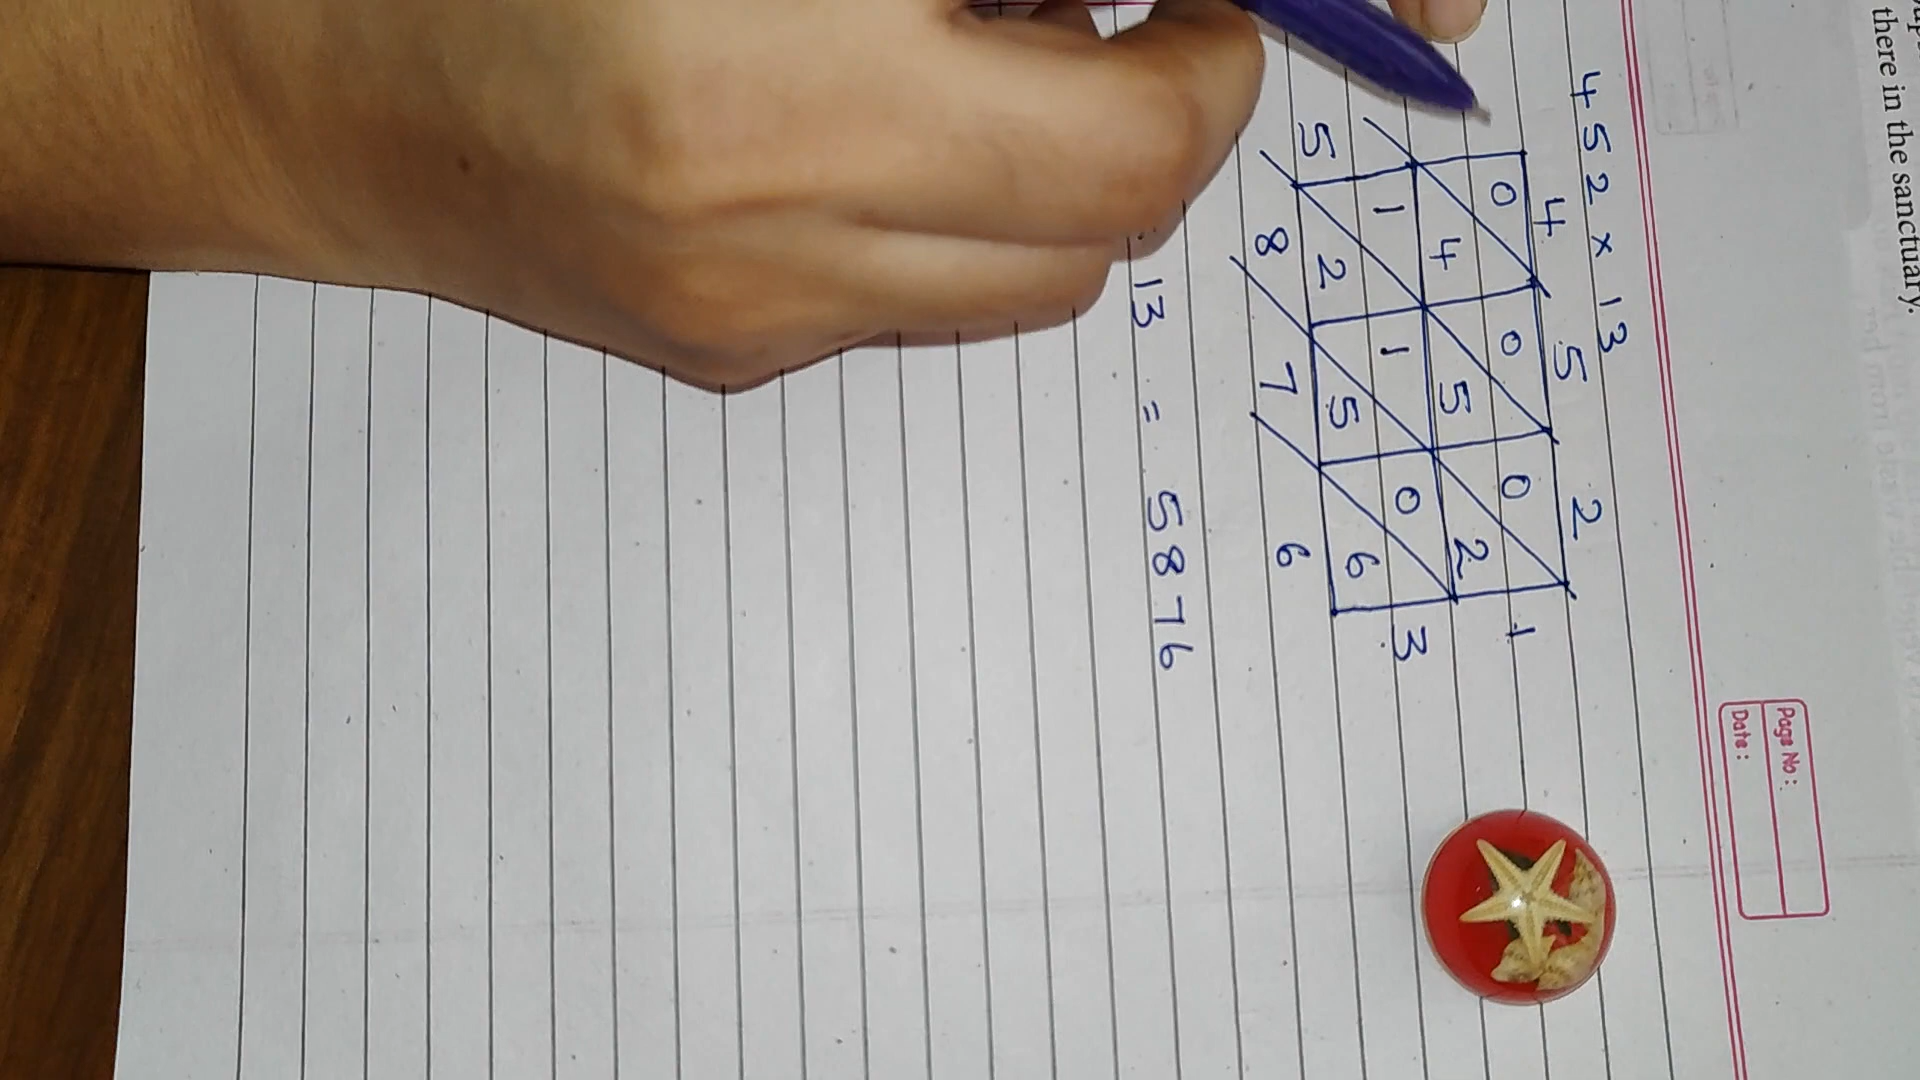 there in the sanctuary.
Page No:
Date:
452 x 13
4 5 2
0 0 0 1
4 5 2
1 1 0 3
5 2 5 6
8 7 6
13 = 5876